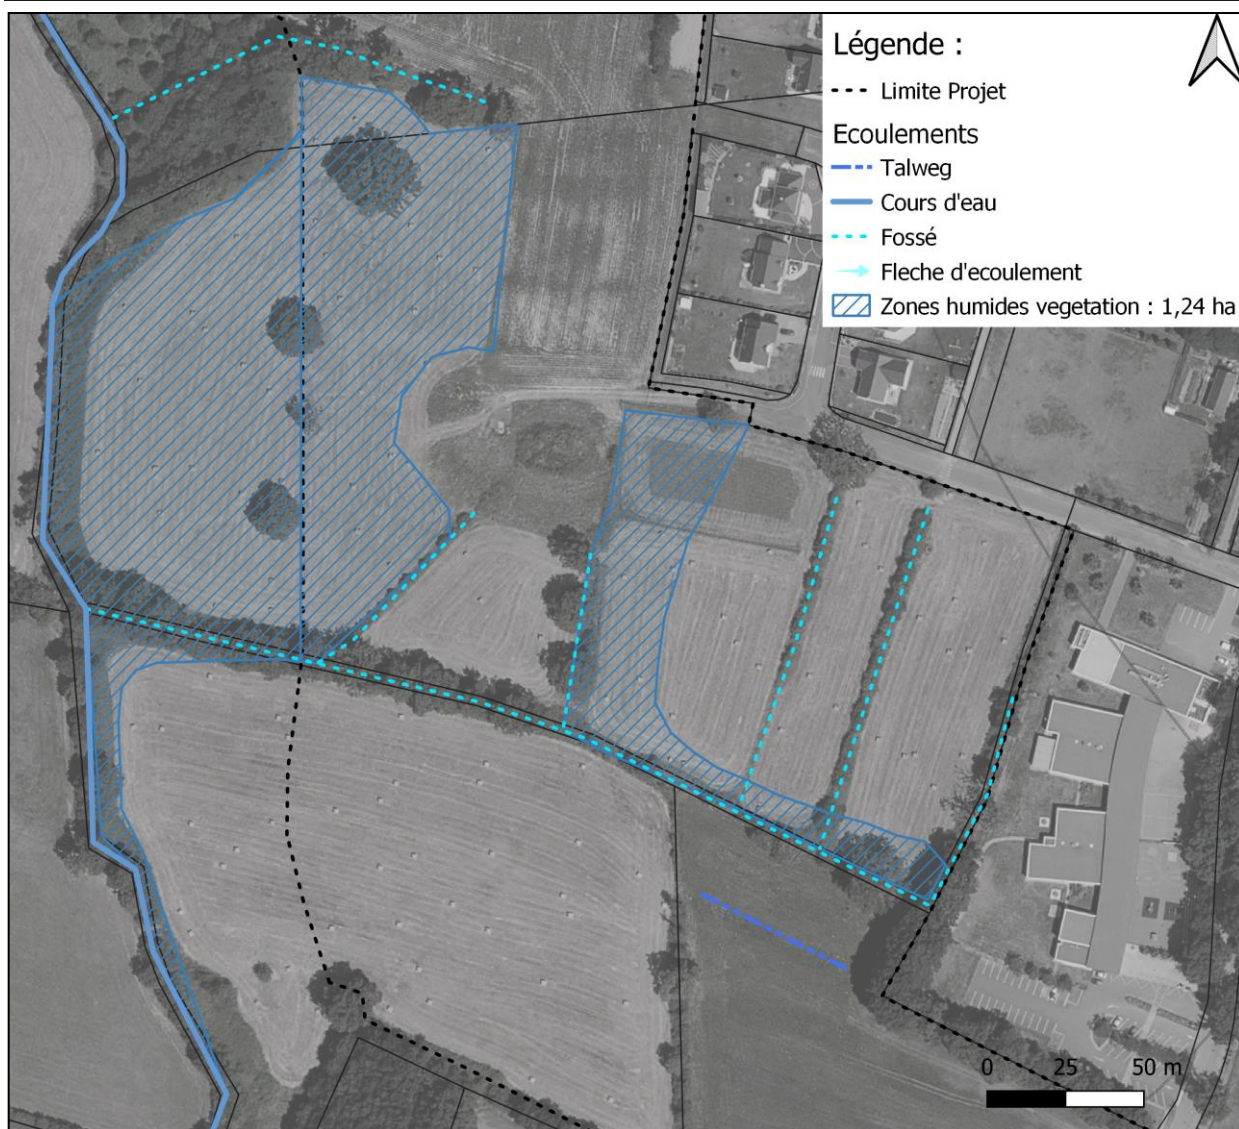 Légende :
Limite Projet
Ecoulements
Talweg
Cours d'eau
Fossé
Fleche d'ecoulement
Zones humides vegetation : 1,24 ha
0 25 50 m